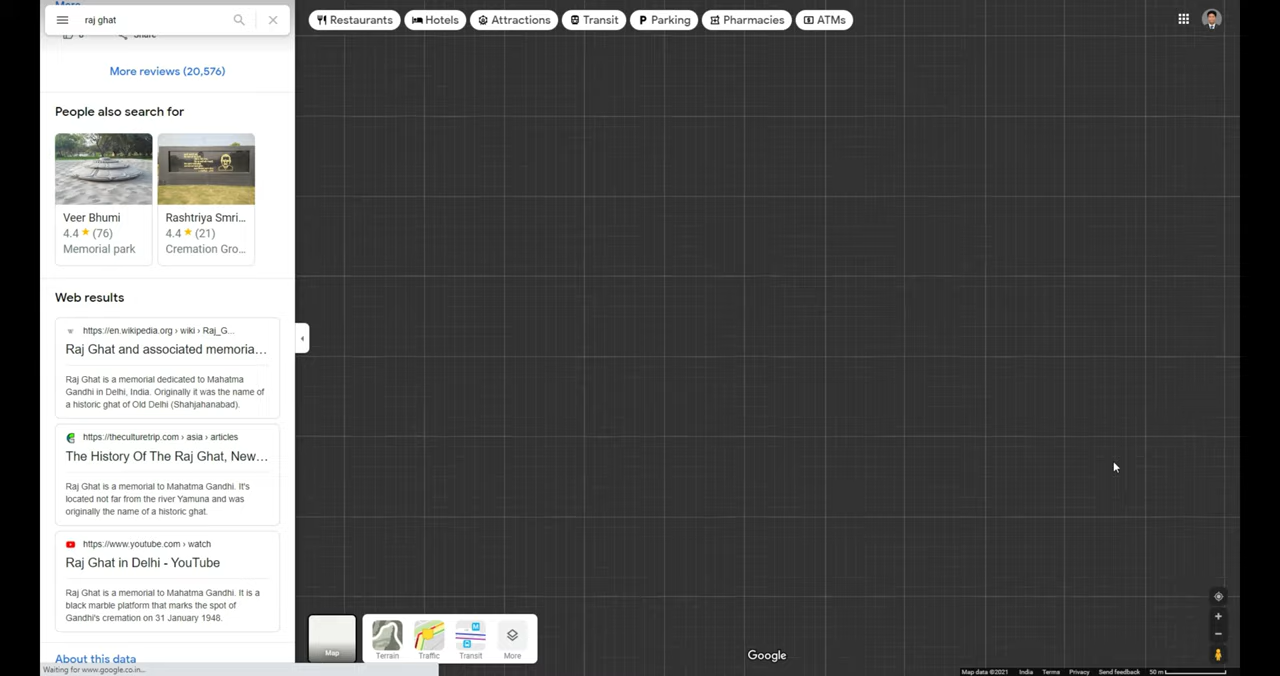 More
raj ghat
Restaurants
Hotels
Attractions
Transit
Parking
Pharmacies
ATMs
8
Share
More reviews (20,576)
People also search for
Veer Bhumi
4.4 ★ (76)
Memorial park
Rashtriya Smri...
4.4 ★ (21)
Cremation Gro...
Web results
https://en.wikipedia.org › wiki › Raj_G...
Raj Ghat and associated memoria...
Raj Ghat is a memorial dedicated to Mahatma
Gandhi in Delhi, India. Originally it was the name of
a historic ghat of Old Delhi (Shahjahanabad).
https://theculturetrip.com › asia › articles
The History Of The Raj Ghat, New...
Raj Ghat is a memorial to Mahatma Gandhi. It's
located not far from the river Yamuna and was
originally the name of a historic ghat.
https://www.youtube.com › watch
Raj Ghat in Delhi - YouTube
Raj Ghat is a memorial to Mahatma Gandhi. It is a
black marble platform that marks the spot of
Gandhi's cremation on 31 January 1948.
About this data
Waiting for www.google.co.in...
Map
Terrain
Traffic
Transit
More
Google
Map data ©2021 India Terms Privacy Send feedback 50 m